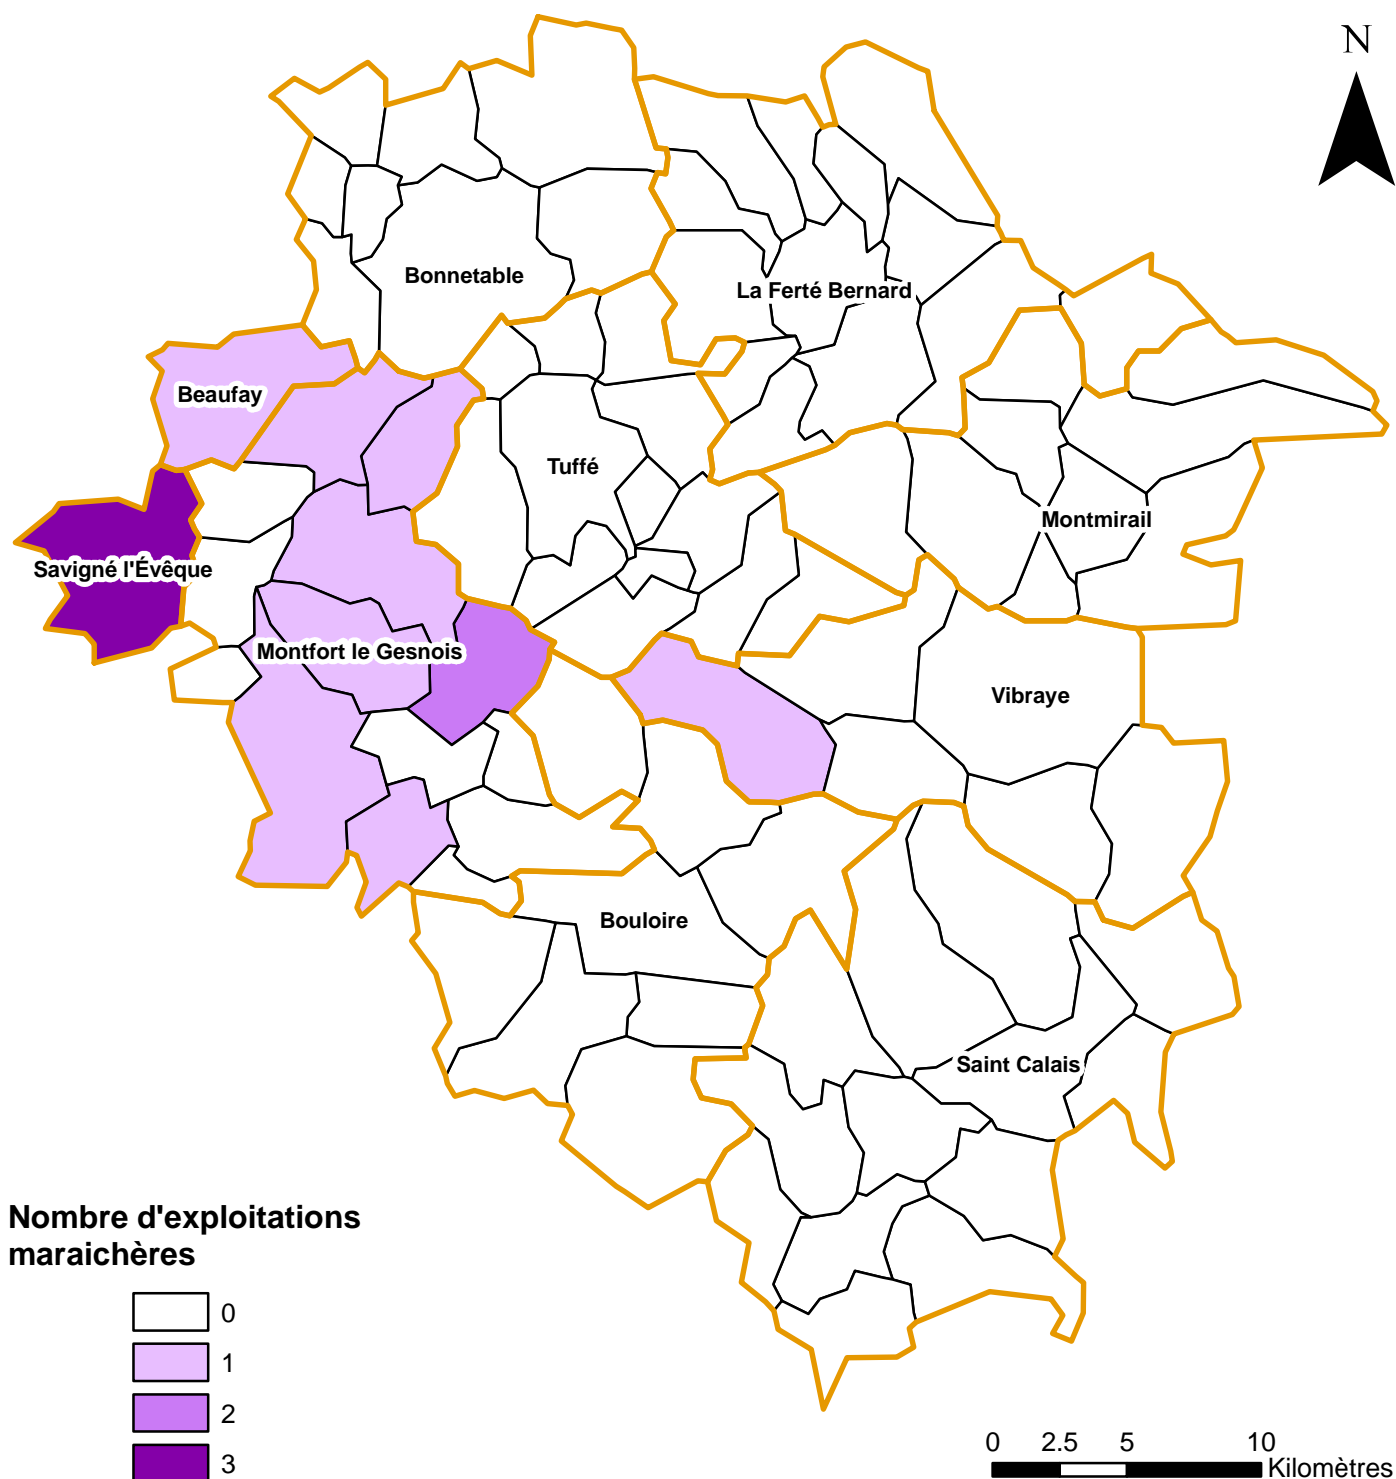 N
Bonnetable
La Ferté Bernard
Beaufay
Tuffé
Montmirail
Savigné l'Évêque
Montfort le Gesnois
Vibraye
Bouloire
Saint Calais
Nombre d'exploitations
maraichères
0
1
2
3
0 2.5 5 10
Kilomètres